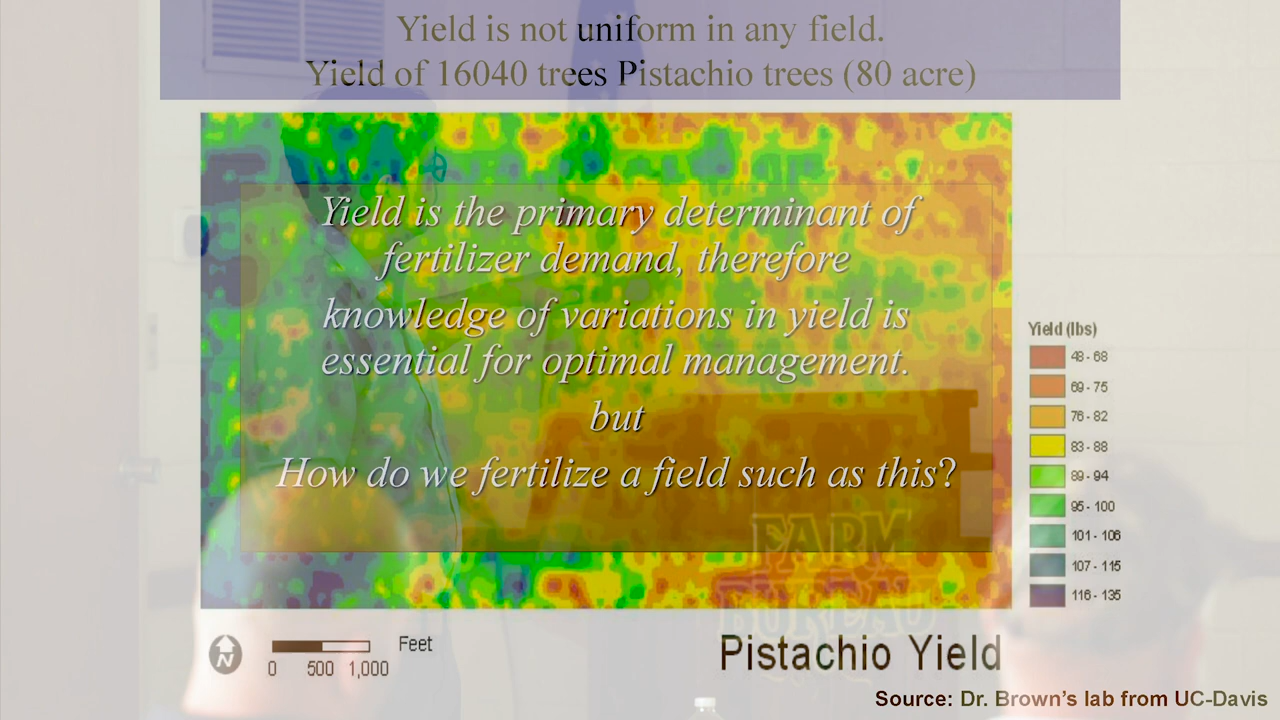 Yield is not uniform in any field.
Yield of 16040 trees Pistachio trees (80 acre)
Yield is the primary determinant of
fertilizer demand, therefore
knowledge of variations in yield is
essential for optimal management.
but
How do we fertilize a field such as this?
Yield (lbs)
48 - 68
69 - 75
76 - 82
83 - 88
89 - 94
95 - 100
101 - 106
107 - 115
116 - 135
FARM
BUREAU
N
Feet
0 500 1,000
Pistachio Yield
Source: Dr. Brown's lab from UC-Davis